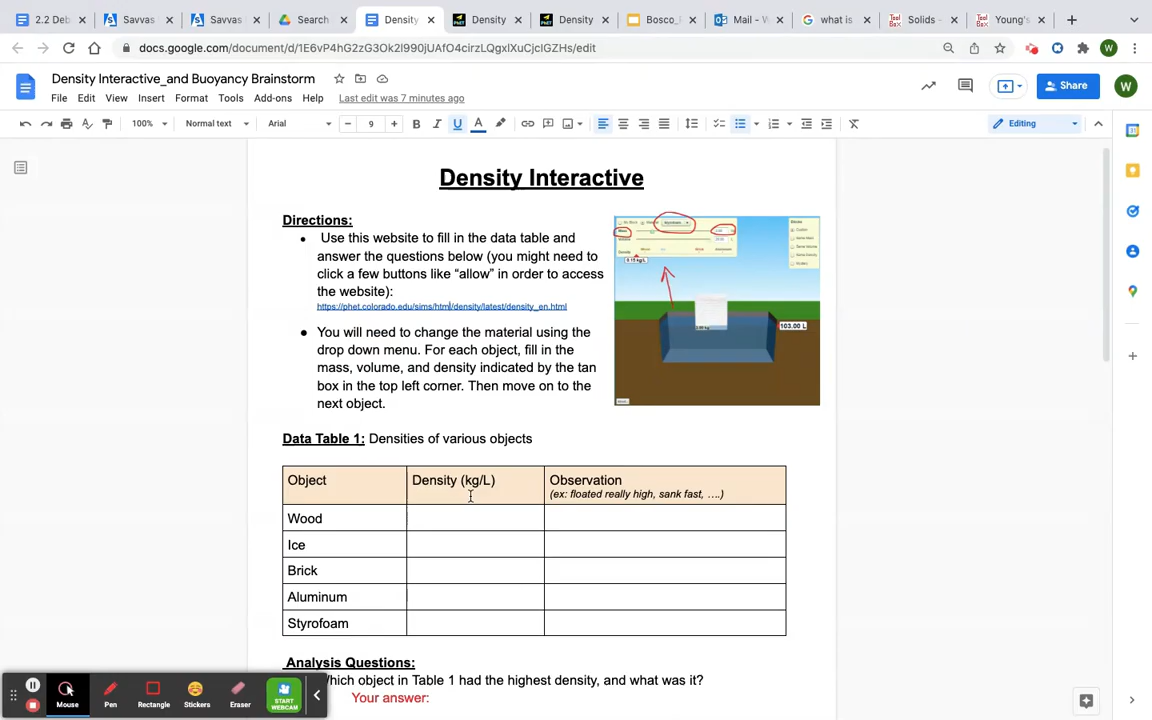 2.2 Deb
Savvas
Savvas
Search
Density
Density
Density
Bosco_
Mail -
what is
Solids -
Young's
docs.google.com/document/d/1E6vP4hG2zG3Ok2l990jUAfO4cirzLQgxlXuCjclGZHs/edit
W
Density Interactive_and Buoyancy Brainstorm
File Edit View Insert Format Tools Add-ons Help Last edit was 7 minutes ago
Share
W
100% Normal text Arial 9 B I U A Editing
Density Interactive
Directions:
● Use this website to fill in the data table and
answer the questions below (you might need to
click a few buttons like “allow” in order to access
the website):
https://phet.colorado.edu/sims/html/density/latest/density_en.html
● You will need to change the material using the
drop down menu. For each object, fill in the
mass, volume, and density indicated by the tan
box in the top left corner. Then move on to the
next object.
103.00 L
Data Table 1: Densities of various objects
Object Density (kg/L) Observation
(ex: floated really high, sank fast, ....)
Wood
Ice
Brick
Aluminum
Styrofoam
Analysis Questions:
hich object in Table 1 had the highest density, and what was it?
Your answer:
Mouse Pen Rectangle Stickers Eraser START WEBCAM